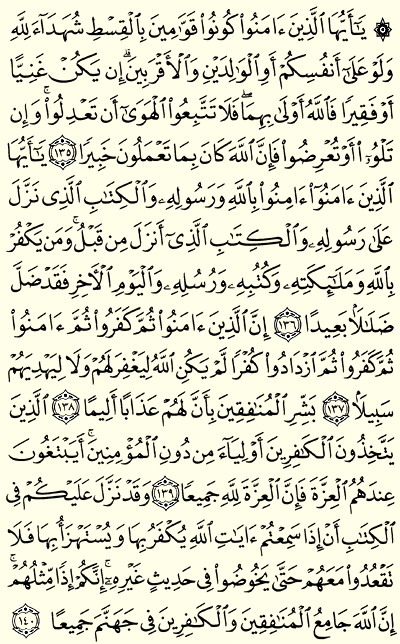 ۞ يَٰٓأَيُّهَا ٱلَّذِينَ ءَامَنُوا۟ كُونُوا۟ قَوَّٰمِينَ بِٱلْقِسْطِ شُهَدَآءَ لِلَّهِ
وَلَوْ عَلَىٰٓ أَنفُسِكُمْ أَوِ ٱلْوَٰلِدَيْنِ وَٱلْأَقْرَبِينَ ۚ إِن يَكُنْ غَنِيًّا
أَوْ فَقِيرًا فَٱللَّهُ أَوْلَىٰ بِهِمَا ۖ فَلَا تَتَّبِعُوا۟ ٱلْهَوَىٰٓ أَن تَعْدِلُوا۟ ۚ وَإِن
تَلْوُۥٓا۟ أَوْ تُعْرِضُوا۟ فَإِنَّ ٱللَّهَ كَانَ بِمَا تَعْمَلُونَ خَبِيرًا ١٣٥ يَٰٓأَيُّهَا
ٱلَّذِينَ ءَامَنُوٓا۟ ءَامِنُوا۟ بِٱللَّهِ وَرَسُولِهِۦ وَٱلْكِتَٰبِ ٱلَّذِى نَزَّلَ
عَلَىٰ رَسُولِهِۦ وَٱلْكِتَٰبِ ٱلَّذِىٓ أَنزَلَ مِن قَبْلُ ۚ وَمَن يَكْفُرْ
بِٱللَّهِ وَمَلَٰٓئِكَتِهِۦ وَكُتُبِهِۦ وَرُسُلِهِۦ وَٱلْيَوْمِ ٱلْءَاخِرِ فَقَدْ ضَلَّ
ضَلَٰلًۢا بَعِيدًا ١٣٦ إِنَّ ٱلَّذِينَ ءَامَنُوا۟ ثُمَّ كَفَرُوا۟ ثُمَّ ءَامَنُوا۟
ثُمَّ كَفَرُوا۟ ثُمَّ ٱزْدَادُوا۟ كُفْرًا لَّمْ يَكُنِ ٱللَّهُ لِيَغْفِرَ لَهُمْ وَلَا لِيَهْدِيَهُمْ
سَبِيلًۢا ١٣٧ بَشِّرِ ٱلْمُنَٰفِقِينَ بِأَنَّ لَهُمْ عَذَابًا أَلِيمًا ١٣٨ ٱلَّذِينَ
يَتَّخِذُونَ ٱلْكَٰفِرِينَ أَوْلِيَآءَ مِن دُونِ ٱلْمُؤْمِنِينَ ۚ أَيَبْتَغُونَ
عِندَهُمُ ٱلْعِزَّةَ فَإِنَّ ٱلْعِزَّةَ لِلَّهِ جَمِيعًا ١٣٩ وَقَدْ نَزَّلَ عَلَيْكُمْ فِى
ٱلْكِتَٰبِ أَنْ إِذَا سَمِعْتُمْ ءَايَٰتِ ٱللَّهِ يُكْفَرُ بِهَا وَيُسْتَهْزَأُ بِهَا فَلَا
تَقْعُدُوا۟ مَعَهُمْ حَتَّىٰ يَخُوضُوا۟ فِى حَدِيثٍ غَيْرِهِۦٓ ۚ إِنَّكُمْ إِذًا مِّثْلُهُمْ ۗ
إِنَّ ٱللَّهَ جَامِعُ ٱلْمُنَٰفِقِينَ وَٱلْكَٰفِرِينَ فِى جَهَنَّمَ جَمِيعًا ١٤٠